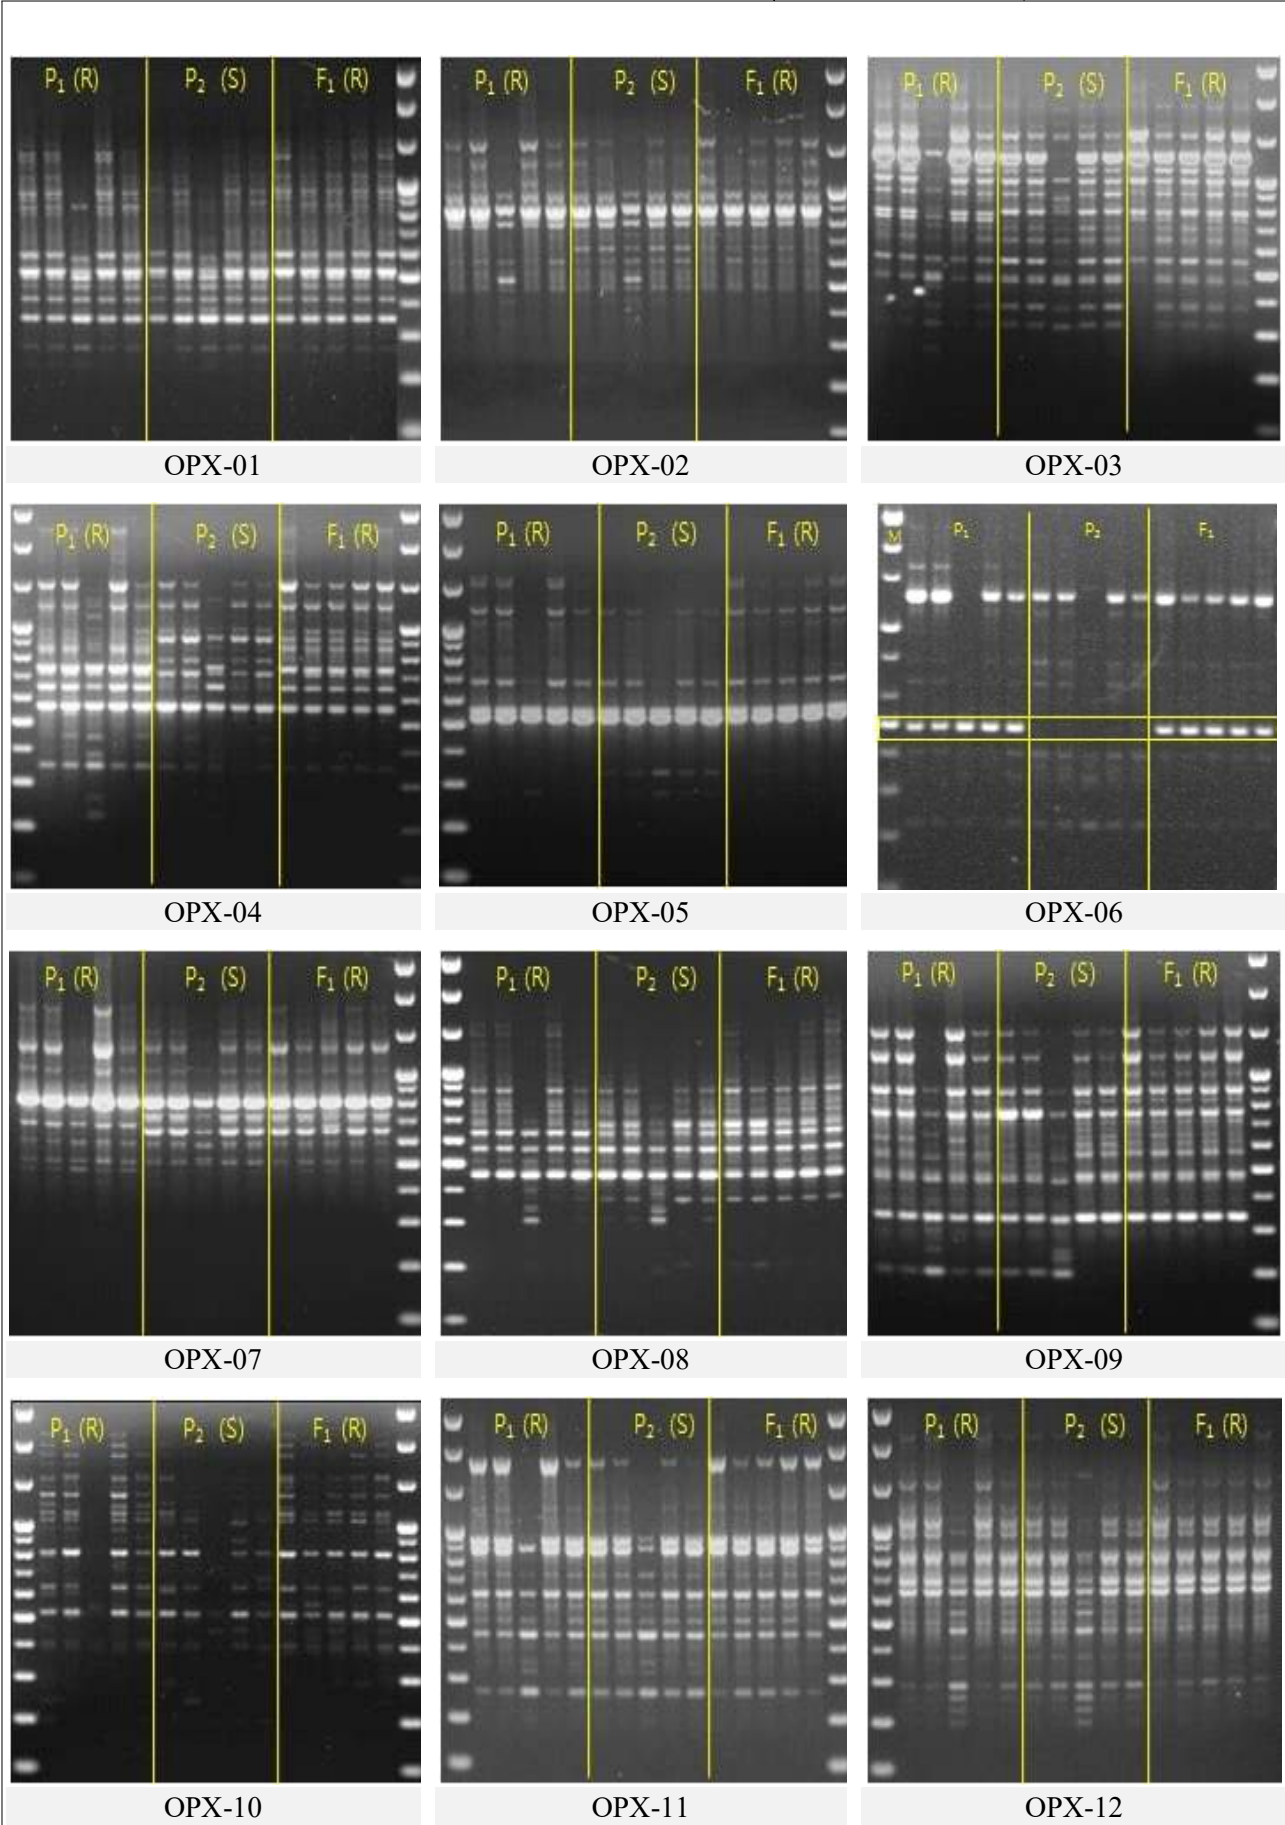 P₁ (R) P₂ (S) F₁ (R) P₁ (R) P₂ (S) F₁ (R) P₁ (R) P₂ (S) F₁ (R)
OPX-01 OPX-02 OPX-03
P₁ (R) P₂ (S) F₁ (R) P₁ (R) P₂ (S) F₁ (R) M P₁ P₂ F₁
OPX-04 OPX-05 OPX-06
P₁ (R) P₂ (S) F₁ (R) P₁ (R) P₂ (S) F₁ (R) P₁ (R) P₂ (S) F₁ (R)
OPX-07 OPX-08 OPX-09
P₁ (R) P₂ (S) F₁ (R) P₁ (R) P₂ (S) F₁ (R) P₁ (R) P₂ (S) F₁ (R)
OPX-10 OPX-11 OPX-12